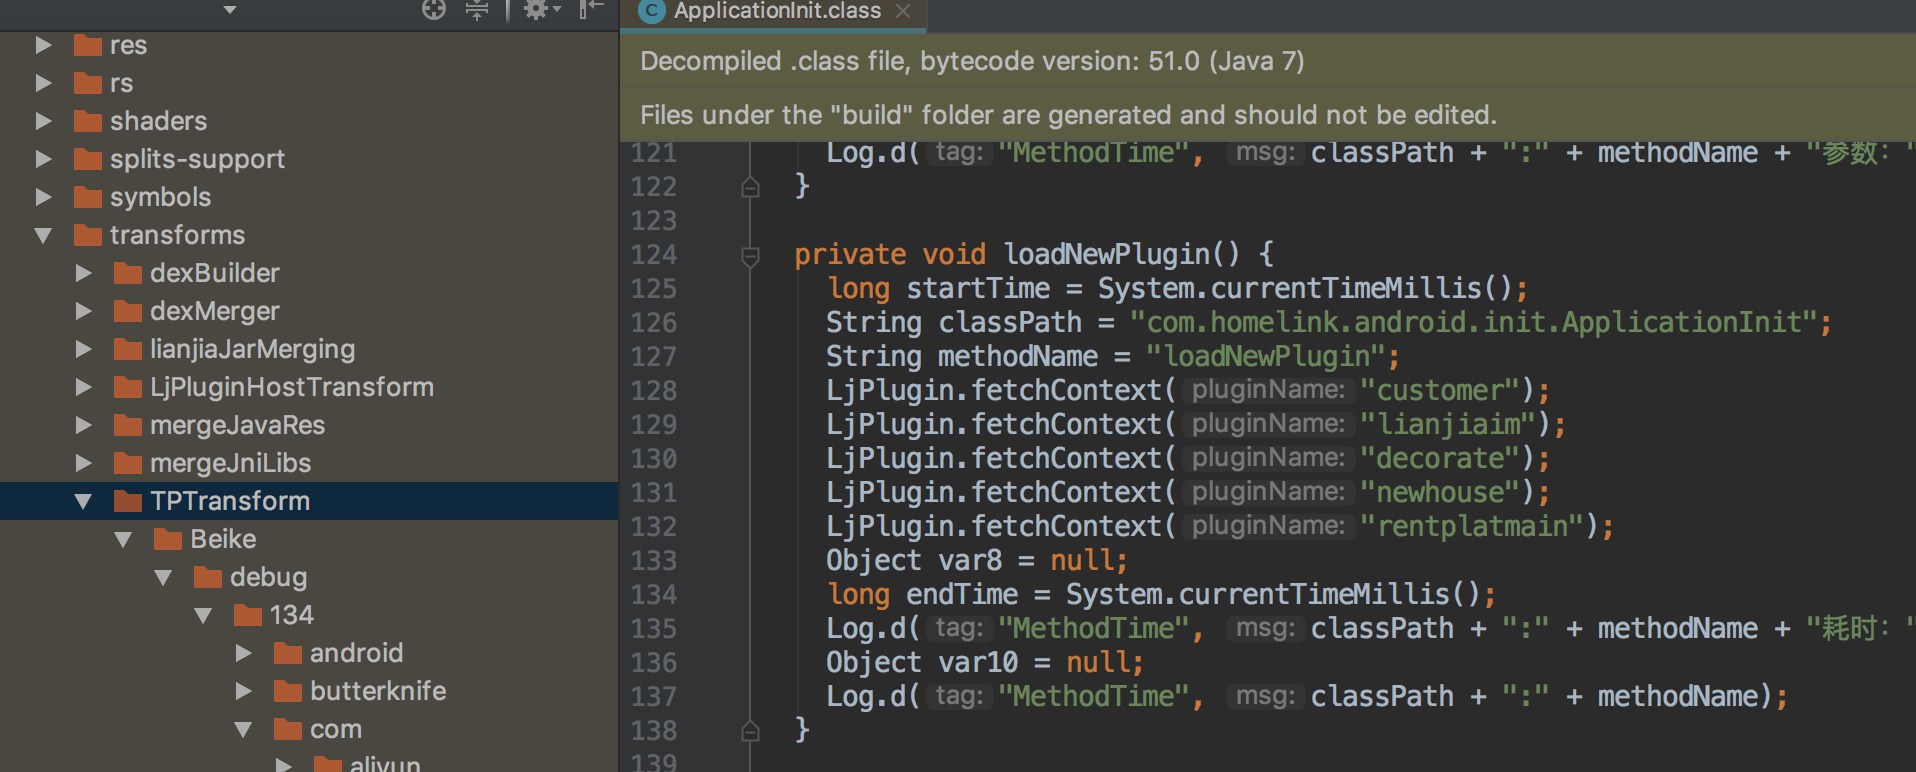 res
rs
shaders
splits-support
symbols
transforms
dexBuilder
dexMerger
lianjiaJarMerging
LjPluginHostTransform
mergeJavaRes
mergeJniLibs
TPTransform
Beike
debug
134
android
butterknife
com
aliyun
ApplicationInit.class
Decompiled .class file, bytecode version: 51.0 (Java 7)
Files under the "build" folder are generated and should not be edited.
121 Log.d( tag: "MethodTime", msg: classPath + ":" + methodName + "参数: "
122 }
123
124 private void loadNewPlugin() {
125 long startTime = System.currentTimeMillis();
126 String classPath = "com.homelink.android.init.ApplicationInit";
127 String methodName = "loadNewPlugin";
128 LjPlugin.fetchContext( pluginName: "customer");
129 LjPlugin.fetchContext( pluginName: "lianjiaim");
130 LjPlugin.fetchContext( pluginName: "decorate");
131 LjPlugin.fetchContext( pluginName: "newhouse");
132 LjPlugin.fetchContext( pluginName: "rentplatmain");
133 Object var8 = null;
134 long endTime = System.currentTimeMillis();
135 Log.d( tag: "MethodTime", msg: classPath + ":" + methodName + "耗时: "
136 Object var10 = null;
137 Log.d( tag: "MethodTime", msg: classPath + ":" + methodName);
138 }
139